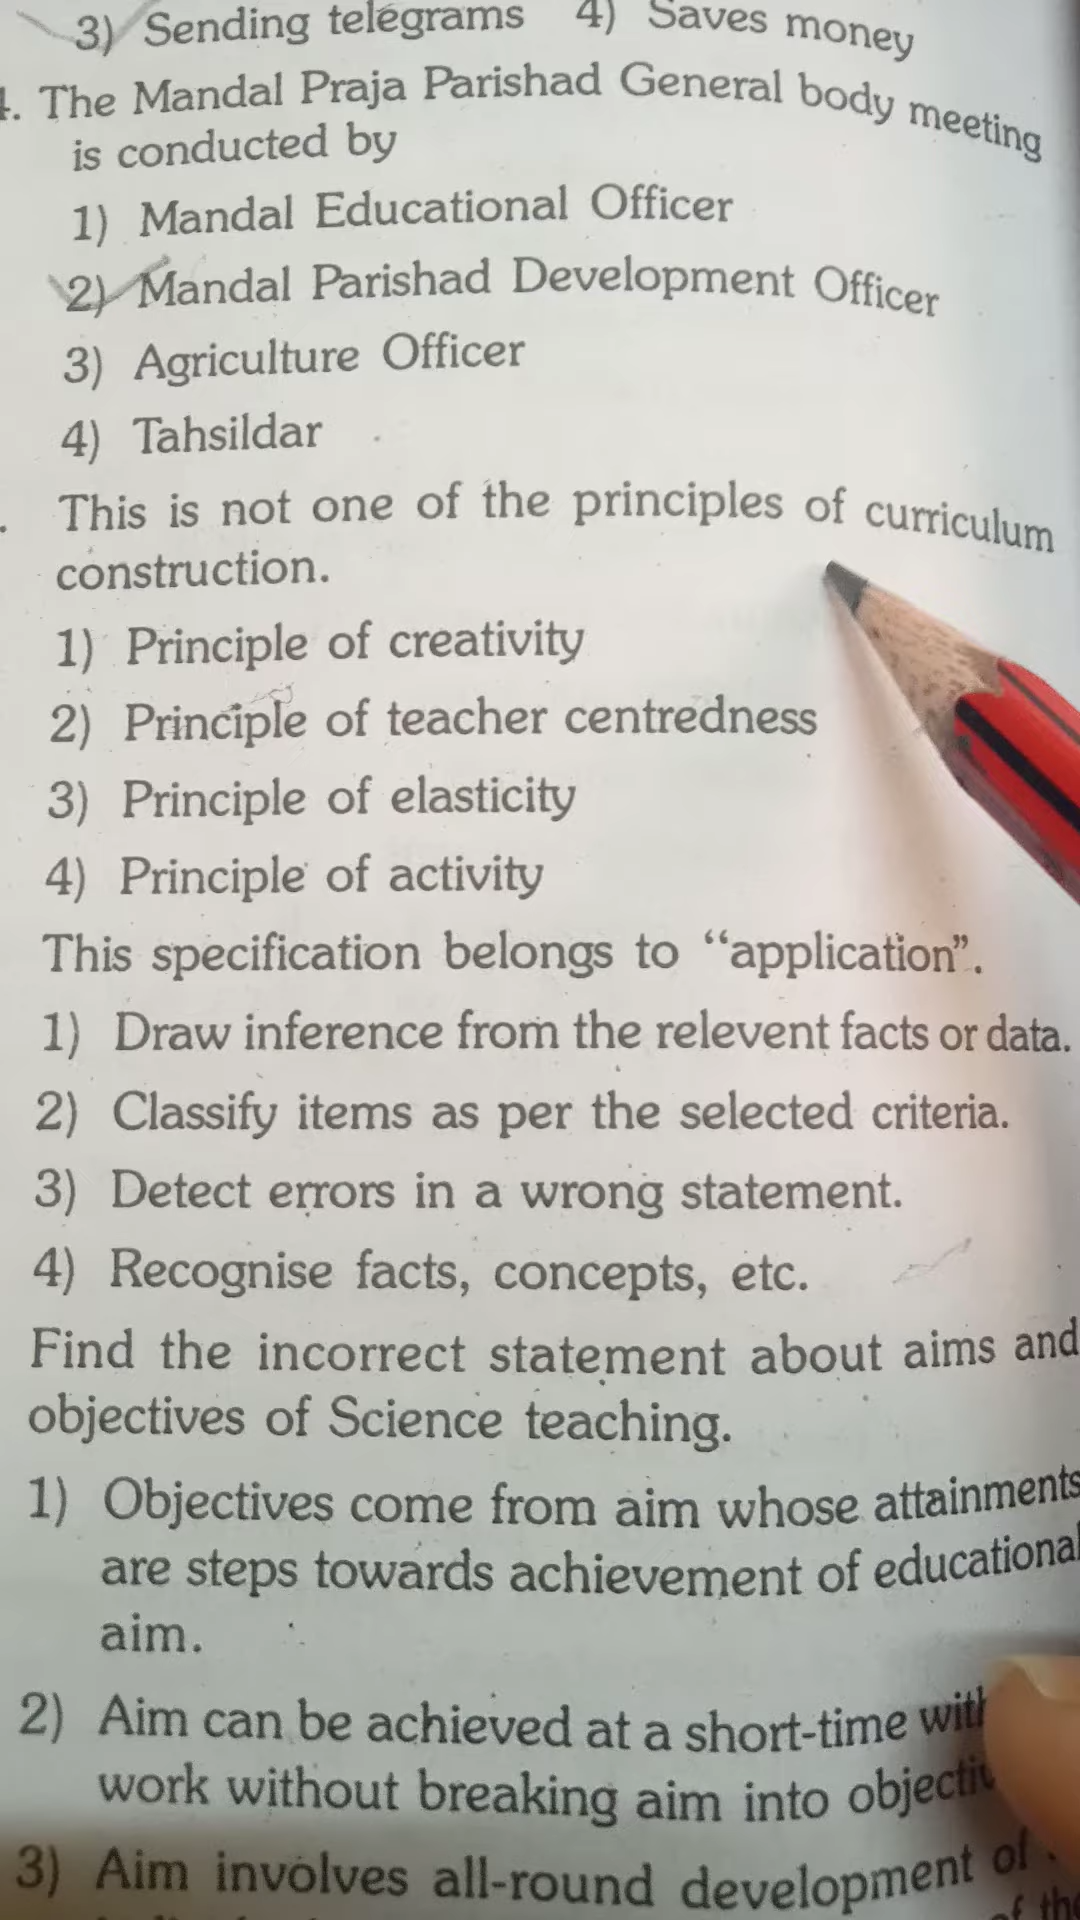 3) Sending telegrams 4) Saves money
. The Mandal Praja Parishad General body meeting
is conducted by
1) Mandal Educational Officer
2) Mandal Parishad Development Officer
3) Agriculture Officer
4) Tahsildar
. This is not one of the principles of curriculum
construction.
1) Principle of creativity
2) Principle of teacher centredness
3) Principle of elasticity
4) Principle of activity
This specification belongs to “application”.
1) Draw inference from the relevent facts or data.
2) Classify items as per the selected criteria.
3) Detect errors in a wrong statement.
4) Recognise facts, concepts, etc.
Find the incorrect statement about aims and
objectives of Science teaching.
1) Objectives come from aim whose attainments
are steps towards achievement of educational
aim.
2) Aim can be achieved at a short-time
work without breaking aim into
3) Aim involves all-round development of